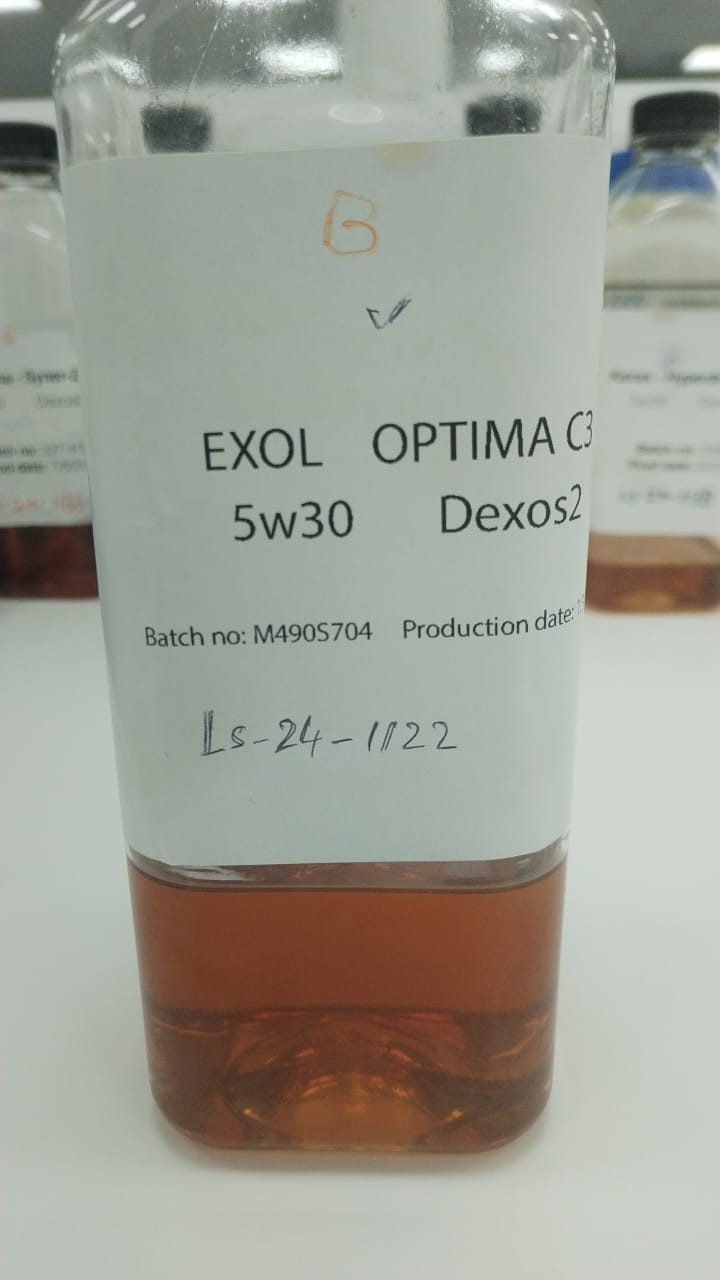 B
EXOL OPTIMA C3
5w30 Dexos2
Batch no: M490S704 Production date:
Ls-24-1122